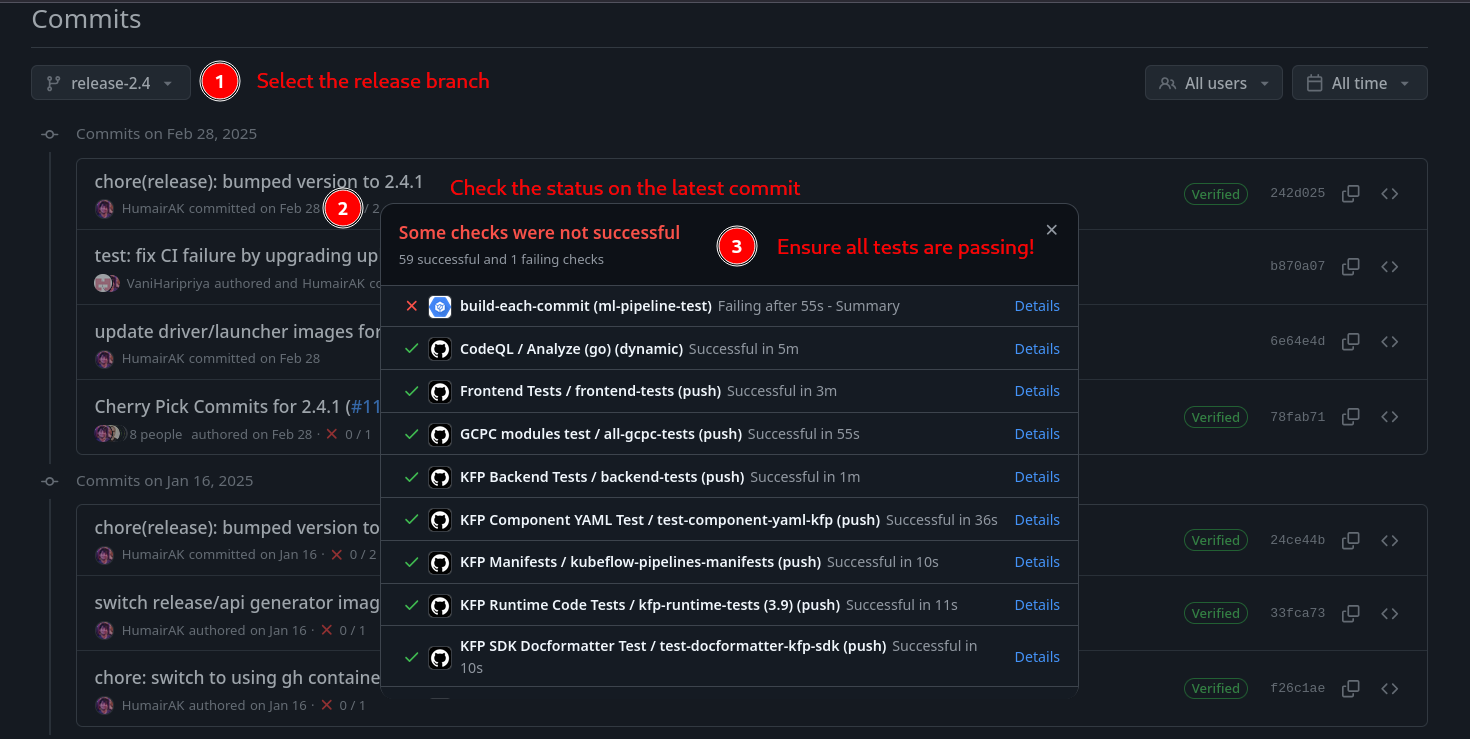 Commits
release-2.4
1
Select the release branch
All users
All time
Commits on Feb 28, 2025
chore(release): bumped version to 2.4.1
Check the status on the latest commit
HumairAK committed on Feb 28
2
/ 2
Verified
242d025
Some checks were not successful
59 successful and 1 failing checks
3
Ensure all tests are passing!
test: fix CI failure by upgrading up
VaniHaripriya authored and HumairAK
b870a07
build-each-commit (ml-pipeline-test) Failing after 55s - Summary
Details
update driver/launcher images for
HumairAK committed on Feb 28
6e64e4d
CodeQL / Analyze (go) (dynamic) Successful in 5m
Details
Frontend Tests / frontend-tests (push) Successful in 3m
Details
Cherry Pick Commits for 2.4.1 (#11
8 people authored on Feb 28 · 0 / 1
Verified
78fab71
GCPC modules test / all-gcpc-tests (push) Successful in 55s
Details
KFP Backend Tests / backend-tests (push) Successful in 1m
Details
Commits on Jan 16, 2025
KFP Component YAML Test / test-component-yaml-kfp (push) Successful in 36s
Details
chore(release): bumped version to
HumairAK committed on Jan 16 · 0 / 2
Verified
24ce44b
KFP Manifests / kubeflow-pipelines-manifests (push) Successful in 10s
Details
switch release/api generator imag
HumairAK authored on Jan 16 · 0 / 1
Verified
33fca73
KFP Runtime Code Tests / kfp-runtime-tests (3.9) (push) Successful in 11s
Details
KFP SDK Docformatter Test / test-docformatter-kfp-sdk (push) Successful in
10s
Details
chore: switch to using gh containe
HumairAK authored on Jan 16 · 0 / 1
Verified
f26c1ae